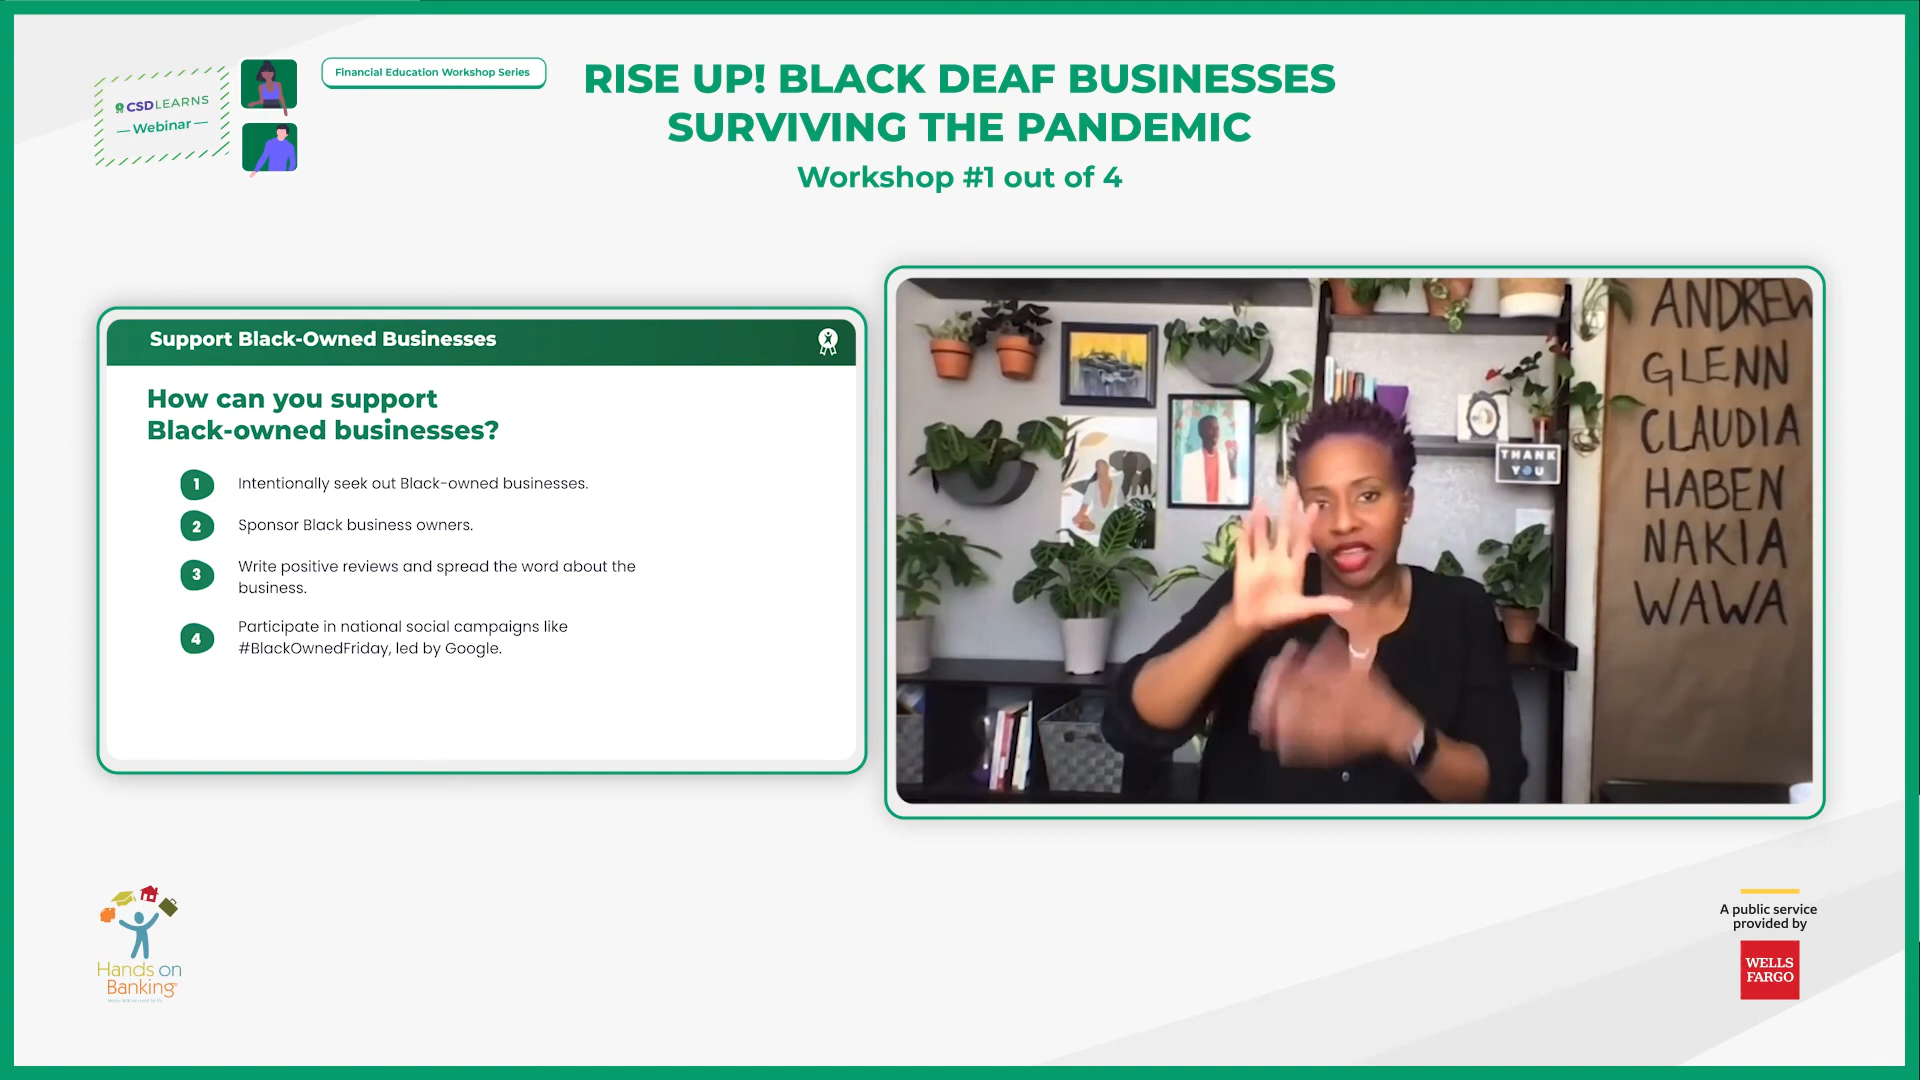 CSDLEARNS
Webinar
Financial Education Workshop Series
RISE UP! BLACK DEAF BUSINESSES
SURVIVING THE PANDEMIC
Workshop #1 out of 4
Support Black-Owned Businesses
How can you support
Black-owned businesses?
1 Intentionally seek out Black-owned businesses.
2 Sponsor Black business owners.
3 Write positive reviews and spread the word about the
business.
4 Participate in national social campaigns like
#BlackOwnedFriday, led by Google.
ANDREW
GLENN
CLAUDIA
HABEN
NAKIA
WAWA
THANK
YOU
Hands on
Banking
A public service
provided by
WELLS
FARGO